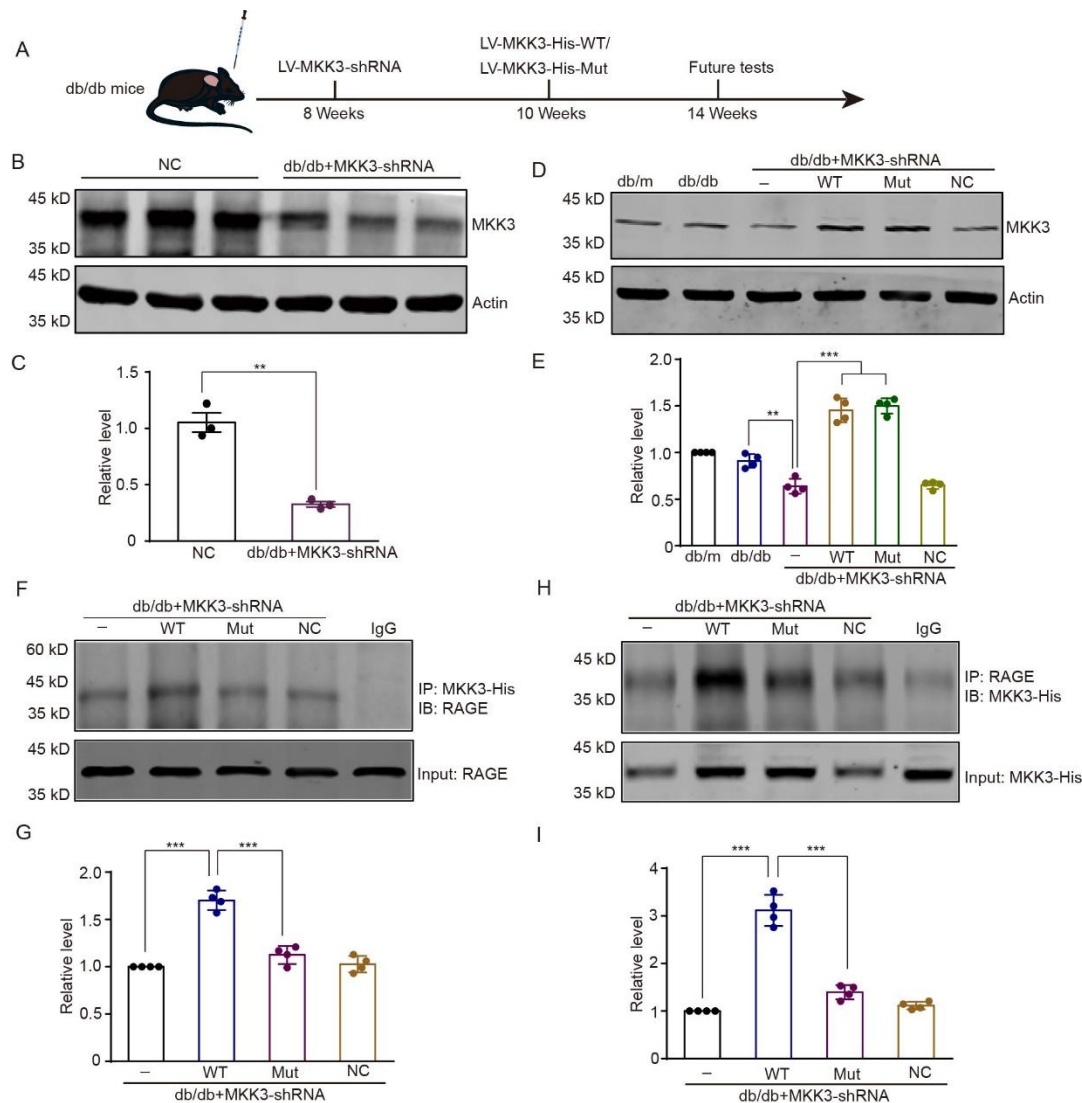 A
db/db mice
LV-MKK3-shRNA
8 Weeks
LV-MKK3-His-WT/
LV-MKK3-His-Mut
10 Weeks
Future tests
14 Weeks
B
NC
db/db+MKK3-shRNA
45 kD
35 kD
MKK3
45 kD
35 kD
Actin
C
Relative level
1.5
1.0
0.5
0
**
NC
db/db+MKK3-shRNA
D
db/db+MKK3-shRNA
db/m
db/db
–
WT
Mut
NC
45 kD
35 kD
MKK3
45 kD
35 kD
Actin
E
Relative level
2.0
1.5
1.0
0.5
0.0
**
***
db/m
db/db
–
WT
Mut
NC
db/db+MKK3-shRNA
F
db/db+MKK3-shRNA
–
WT
Mut
NC
IgG
60 kD
45 kD
35 kD
IP: MKK3-His
IB: RAGE
45 kD
35 kD
Input: RAGE
G
Relative level
2.0
1.5
1.0
0.5
0
***
***
–
WT
Mut
NC
db/db+MKK3-shRNA
H
db/db+MKK3-shRNA
–
WT
Mut
NC
IgG
45 kD
35 kD
IP: RAGE
IB: MKK3-His
45 kD
35 kD
Input: MKK3-His
I
Relative level
4
3
2
1
0
***
***
–
WT
Mut
NC
db/db+MKK3-shRNA